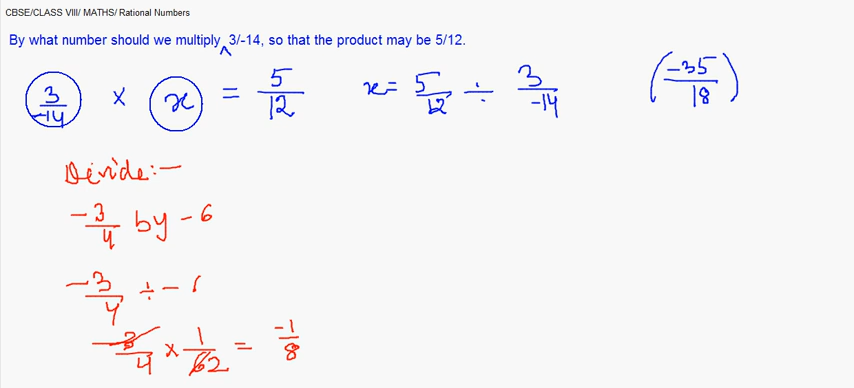 CBSE/CLASS VIII/ MATHS/ Rational Numbers
By what number should we multiply 3/-14, so that the product may be 5/12.
3/-14 × x = 5/12 x = 5/12 ÷ 3/-14 (-35/18)
Divide:-
-3/4 by -6
-3/4 ÷ -6
-3/4 × 1/62 = -1/8